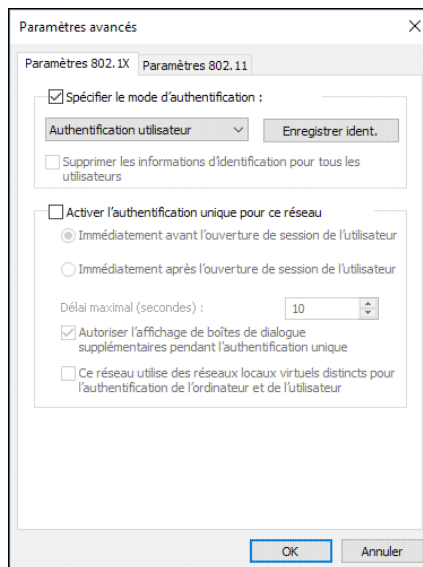 Paramètres avancés
Paramètres 802.1X
Paramètres 802.11
Spécifier le mode d'authentification :
Authentification utilisateur
Enregistrer ident.
Supprimer les informations d'identification pour tous les
utilisateurs
Activer l'authentification unique pour ce réseau
Immédiatement avant l'ouverture de session de l'utilisateur
Immédiatement après l'ouverture de session de l'utilisateur
Délai maximal (secondes) :
10
Autoriser l'affichage de boîtes de dialogue
supplémentaires pendant l'authentification unique
Ce réseau utilise des réseaux locaux virtuels distincts pour
l'authentification de l'ordinateur et de l'utilisateur
OK
Annuler